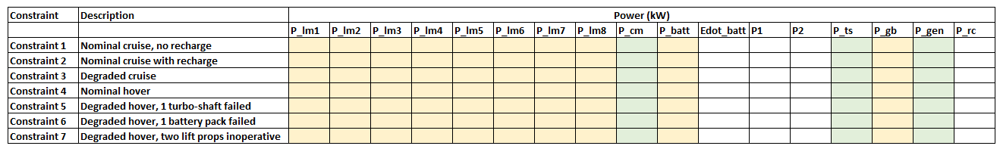 Constraint Description Power (kW)
P_lm1 P_lm2 P_lm3 P_lm4 P_lm5 P_lm6 P_lm7 P_lm8 P_cm P_batt Edot_batt P1 P2 P_ts P_gb P_gen P_rc
Constraint 1 Nominal cruise, no recharge
Constraint 2 Nominal cruise with recharge
Constraint 3 Degraded cruise
Constraint 4 Nominal hover
Constraint 5 Degraded hover, 1 turbo-shaft failed
Constraint 6 Degraded hover, 1 battery pack failed
Constraint 7 Degraded hover, two lift props inoperative